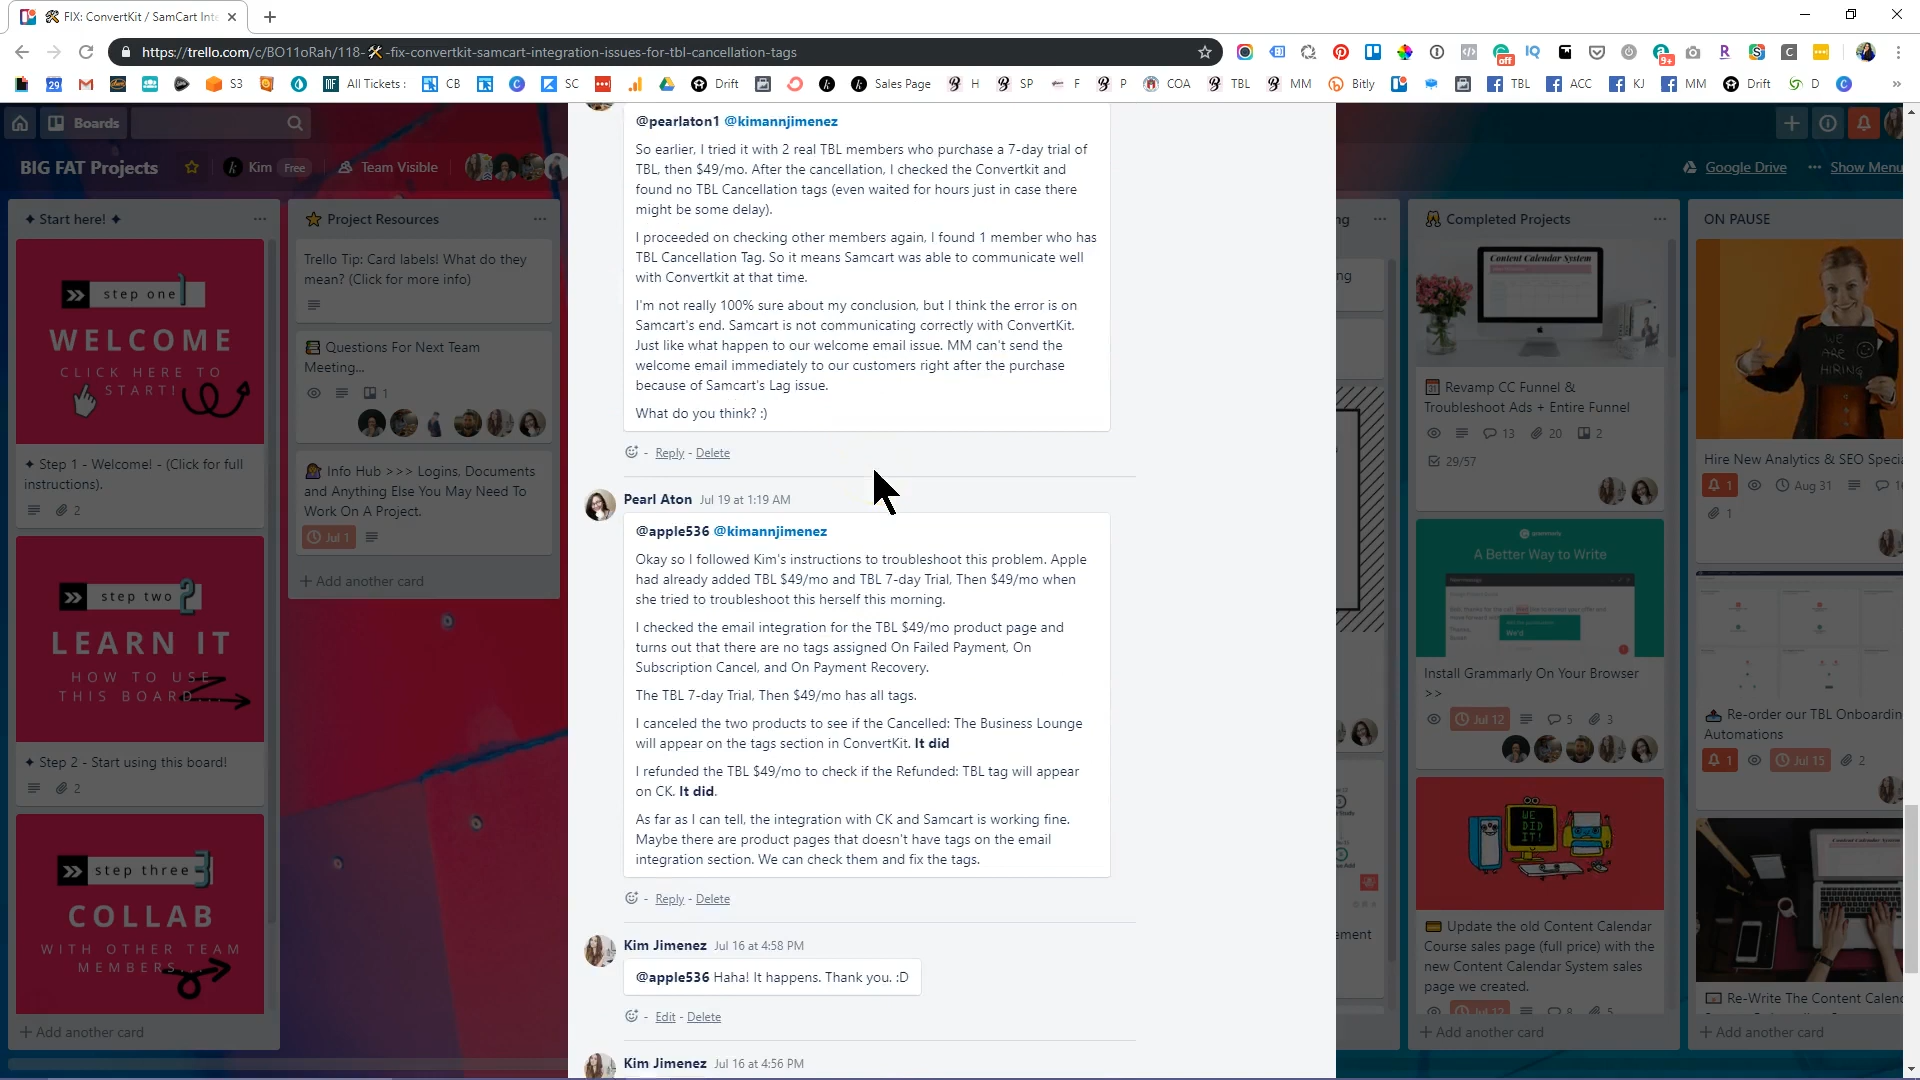 FIX: ConvertKit / SamCart Inte
https://trello.com/c/BO11oRah/118-🛠-fix-convertkit-samcart-integration-issues-for-tbl-cancellation-tags
S3
All Tickets :
CB
SC
Drift
Sales Page
H
SP
F
P
COA
TBL
MM
Bitly
TBL
ACC
KJ
MM
Drift
D
Boards
BIG FAT Projects
Kim
Free
Team Visible
Google Drive
Show Menu
✦ Start here! ✦
step one
WELCOME
CLICK HERE TO
START!
✦ Step 1 - Welcome! - (Click for full
instructions).
2
step two
LEARN IT
HOW TO USE
THIS BOARD
✦ Step 2 - Start using this board!
2
step three
COLLAB
WITH OTHER TEAM
MEMBERS...
+ Add another card
Project Resources
Trello Tip: Card labels! What do they
mean? (Click for more info)
Questions For Next Team
Meeting...
1
Info Hub >>> Logins, Documents
and Anything Else You May Need To
Work On A Project.
Jul 1
+ Add another card
@pearlaton1 @kimannjimenez
So earlier, I tried it with 2 real TBL members who purchase a 7-day trial of
TBL, then $49/mo. After the cancellation, I checked the Convertkit and
found no TBL Cancellation tags (even waited for hours just in case there
might be some delay).
I proceeded on checking other members again, I found 1 member who has
TBL Cancellation Tag. So it means Samcart was able to communicate well
with Convertkit at that time.
I'm not really 100% sure about my conclusion, but I think the error is on
Samcart's end. Samcart is not communicating correctly with ConvertKit.
Just like what happen to our welcome email issue. MM can't send the
welcome email immediately to our customers right after the purchase
because of Samcart's Lag issue.
What do you think? :)
Reply - Delete
Pearl Aton Jul 19 at 1:19 AM
@apple536 @kimannjimenez
Okay so I followed Kim's instructions to troubleshoot this problem. Apple
had already added TBL $49/mo and TBL 7-day Trial, Then $49/mo when
she tried to troubleshoot this herself this morning.
I checked the email integration for the TBL $49/mo product page and
turns out that there are no tags assigned On Failed Payment, On
Subscription Cancel, and On Payment Recovery.
The TBL 7-day Trial, Then $49/mo has all tags.
I canceled the two products to see if the Cancelled: The Business Lounge
will appear on the tags section in ConvertKit. It did
I refunded the TBL $49/mo to check if the Refunded: TBL tag will appear
on CK. It did.
As far as I can tell, the integration with CK and Samcart is working fine.
Maybe there are product pages that doesn't have tags on the email
integration section. We can check them and fix the tags.
Reply - Delete
Kim Jimenez Jul 16 at 4:58 PM
@apple536 Haha! It happens. Thank you. :D
Edit - Delete
Kim Jimenez Jul 16 at 4:56 PM
Completed Projects
Content Calendar System
Revamp CC Funnel &
Troubleshoot Ads + Entire Funnel
13
20
2
29/57
grammarly
A Better Way to Write
Install Grammarly On Your Browser
>>
Jul 12
5
3
WE DID IT!
Update the old Content Calendar
Course sales page (full price) with the
new Content Calendar System sales
page we created.
+ Add another card
ON PAUSE
WE ARE HIRING
Hire New Analytics & SEO Specia
1
Aug 31
1
Re-order our TBL Onboardin
Automations
1
Jul 15
2
Re-Write The Content Calend
+ Add another card